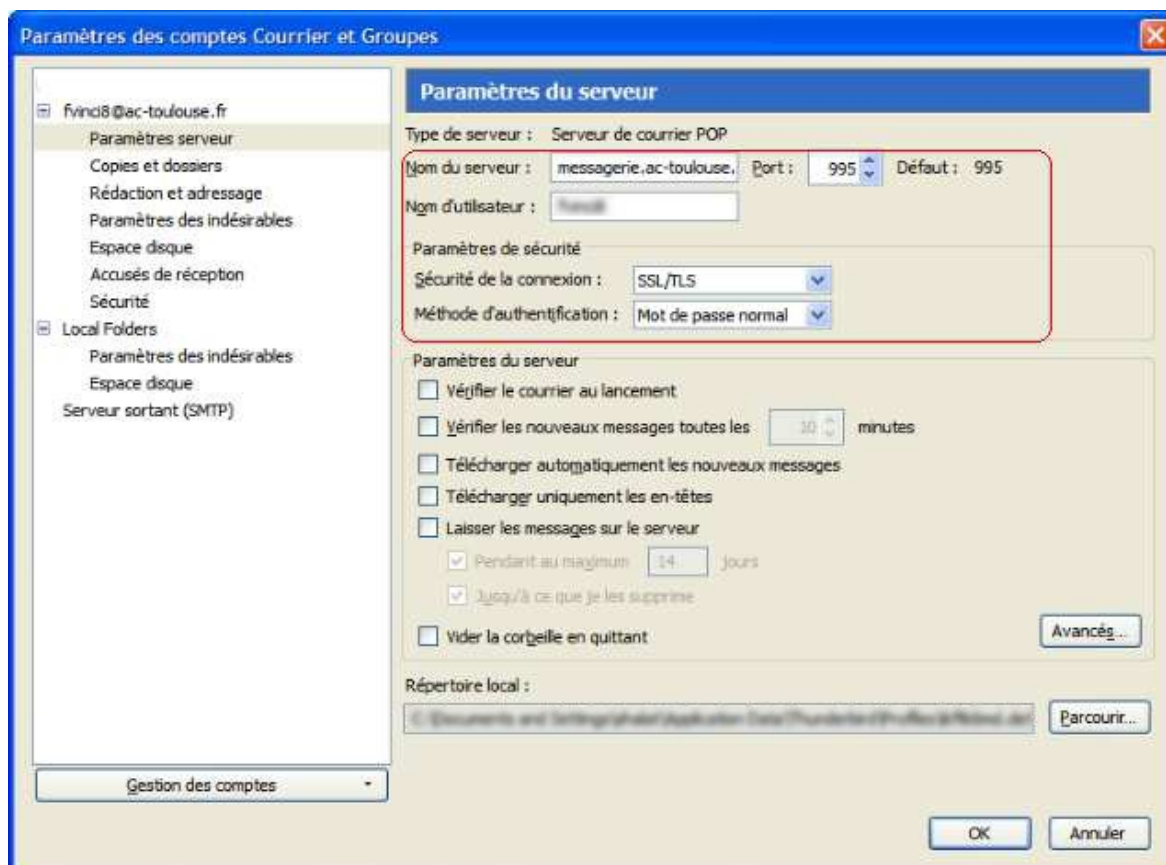 Paramètres des comptes Courrier et Groupes
fvinci8@ac-toulouse.fr
Paramètres serveur
Copies et dossiers
Rédaction et adressage
Paramètres des indésirables
Espace disque
Accusés de réception
Sécurité
Local Folders
Paramètres des indésirables
Espace disque
Serveur sortant (SMTP)
Gestion des comptes
Paramètres du serveur
Type de serveur : Serveur de courrier POP
Nom du serveur : messagerie.ac-toulouse. Port : 995 Défaut : 995
Nom d'utilisateur :
Paramètres de sécurité
Sécurité de la connexion : SSL/TLS
Méthode d'authentification : Mot de passe normal
Paramètres du serveur
Vérifier le courrier au lancement
Vérifier les nouveaux messages toutes les 10 minutes
Télécharger automatiquement les nouveaux messages
Télécharger uniquement les en-têtes
Laisser les messages sur le serveur
Pendant au maximum 14 jours
Jusqu'à ce que je les supprime
Vider la corbeille en quittant
Avancés...
Répertoire local :
Parcourir...
OK Annuler